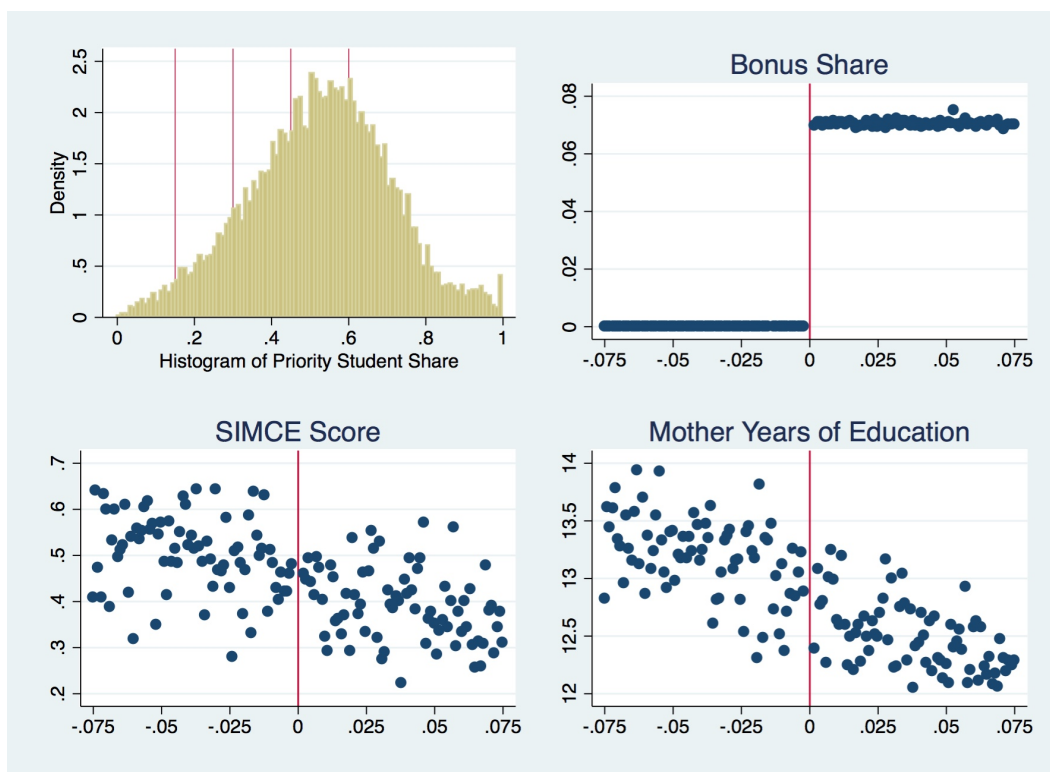 2.5
2
1.5
1
.5
0
Density
0 .2 .4 .6 .8 1
Histogram of Priority Student Share
Bonus Share
.08
.06
.04
.02
0
-.075 -.05 -.025 0 .025 .05 .075
SIMCE Score
.7
.6
.5
.4
.3
.2
-.075 -.05 -.025 0 .025 .05 .075
Mother Years of Education
14
13.5
13
12.5
12
-.075 -.05 -.025 0 .025 .05 .075